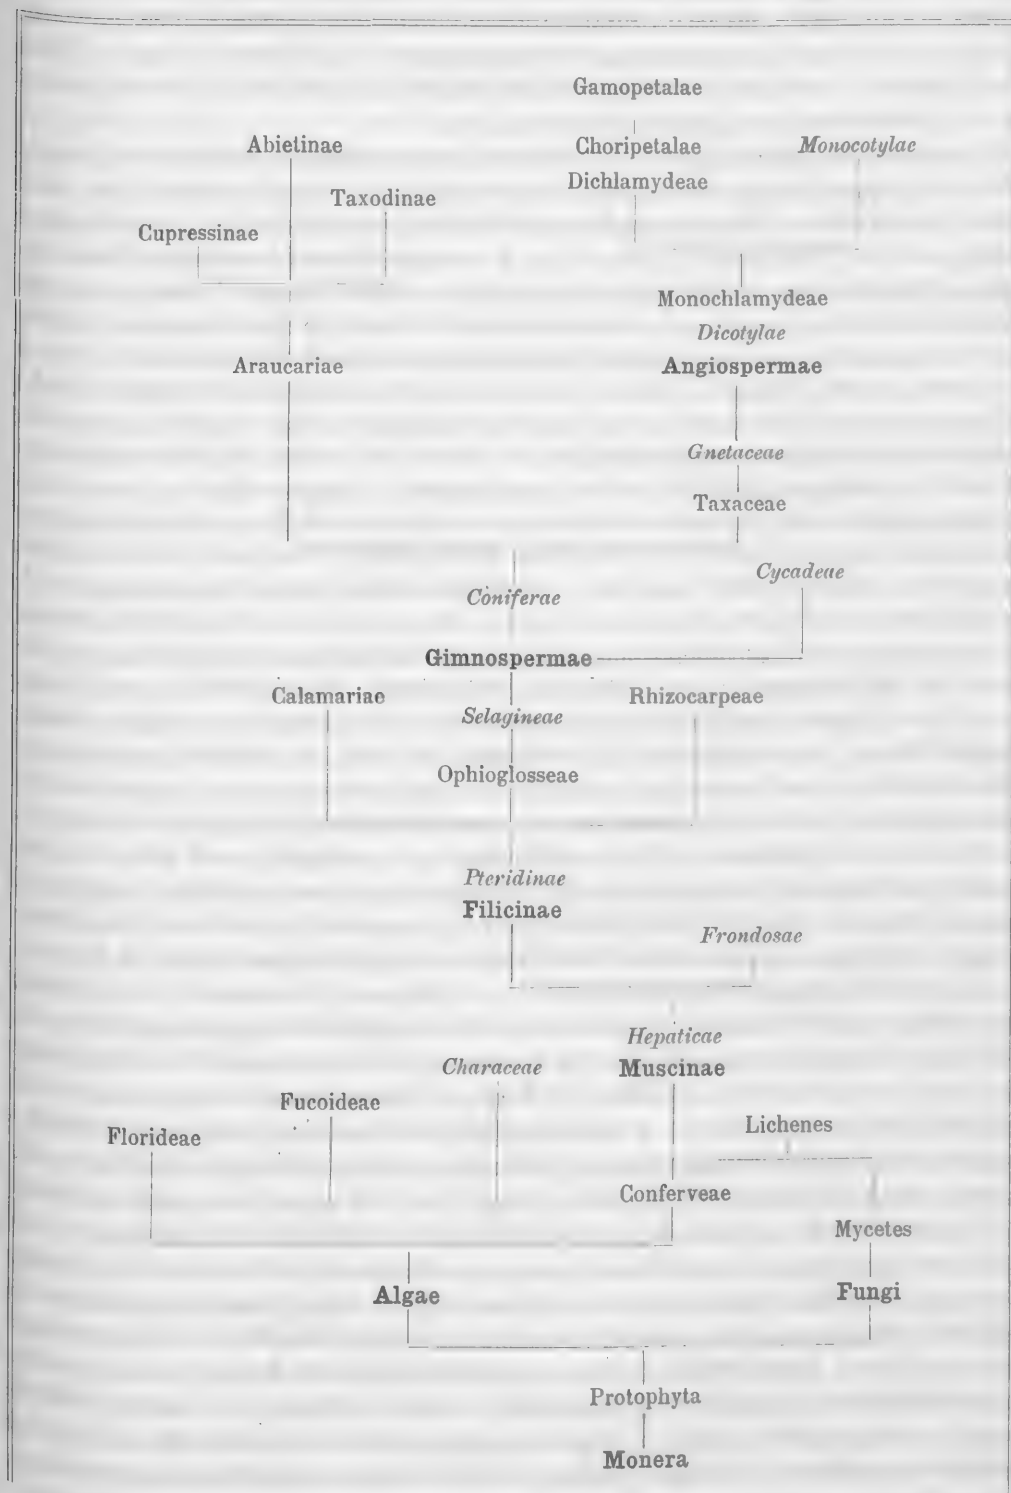 Gamopetalae
Abietinae
Choripetalae
Monocotylae
Dichlamydeae
Taxodinae
Cupressinae
Monochlamydeae
Dicotylae
Araucariae
Angiospermae
Gnetaceae
Taxaceae
Cycadeae
Coniferae
Gimnospermae
Calamariae
Rhizocarpeae
Selagineae
Ophioglosseae
Pteridinae
Filicinae
Frondosae
Hepaticae
Characeae
Muscinae
Fucoideae
Lichenes
Florideae
Conferveae
Mycetes
Algae
Fungi
Protophyta
Monera